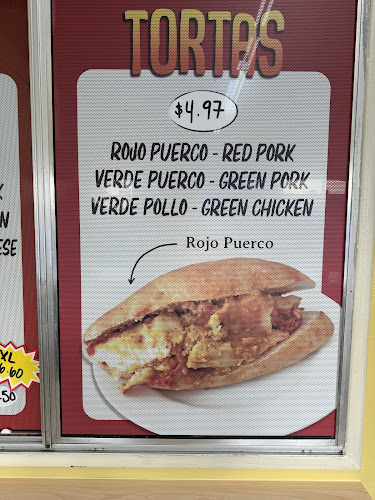 TORTAS
$4.97
ROJO PUERCO - RED PORK
VERDE PUERCO - GREEN PORK
VERDE POLLO - GREEN CHICKEN
Rojo Puerco
XL